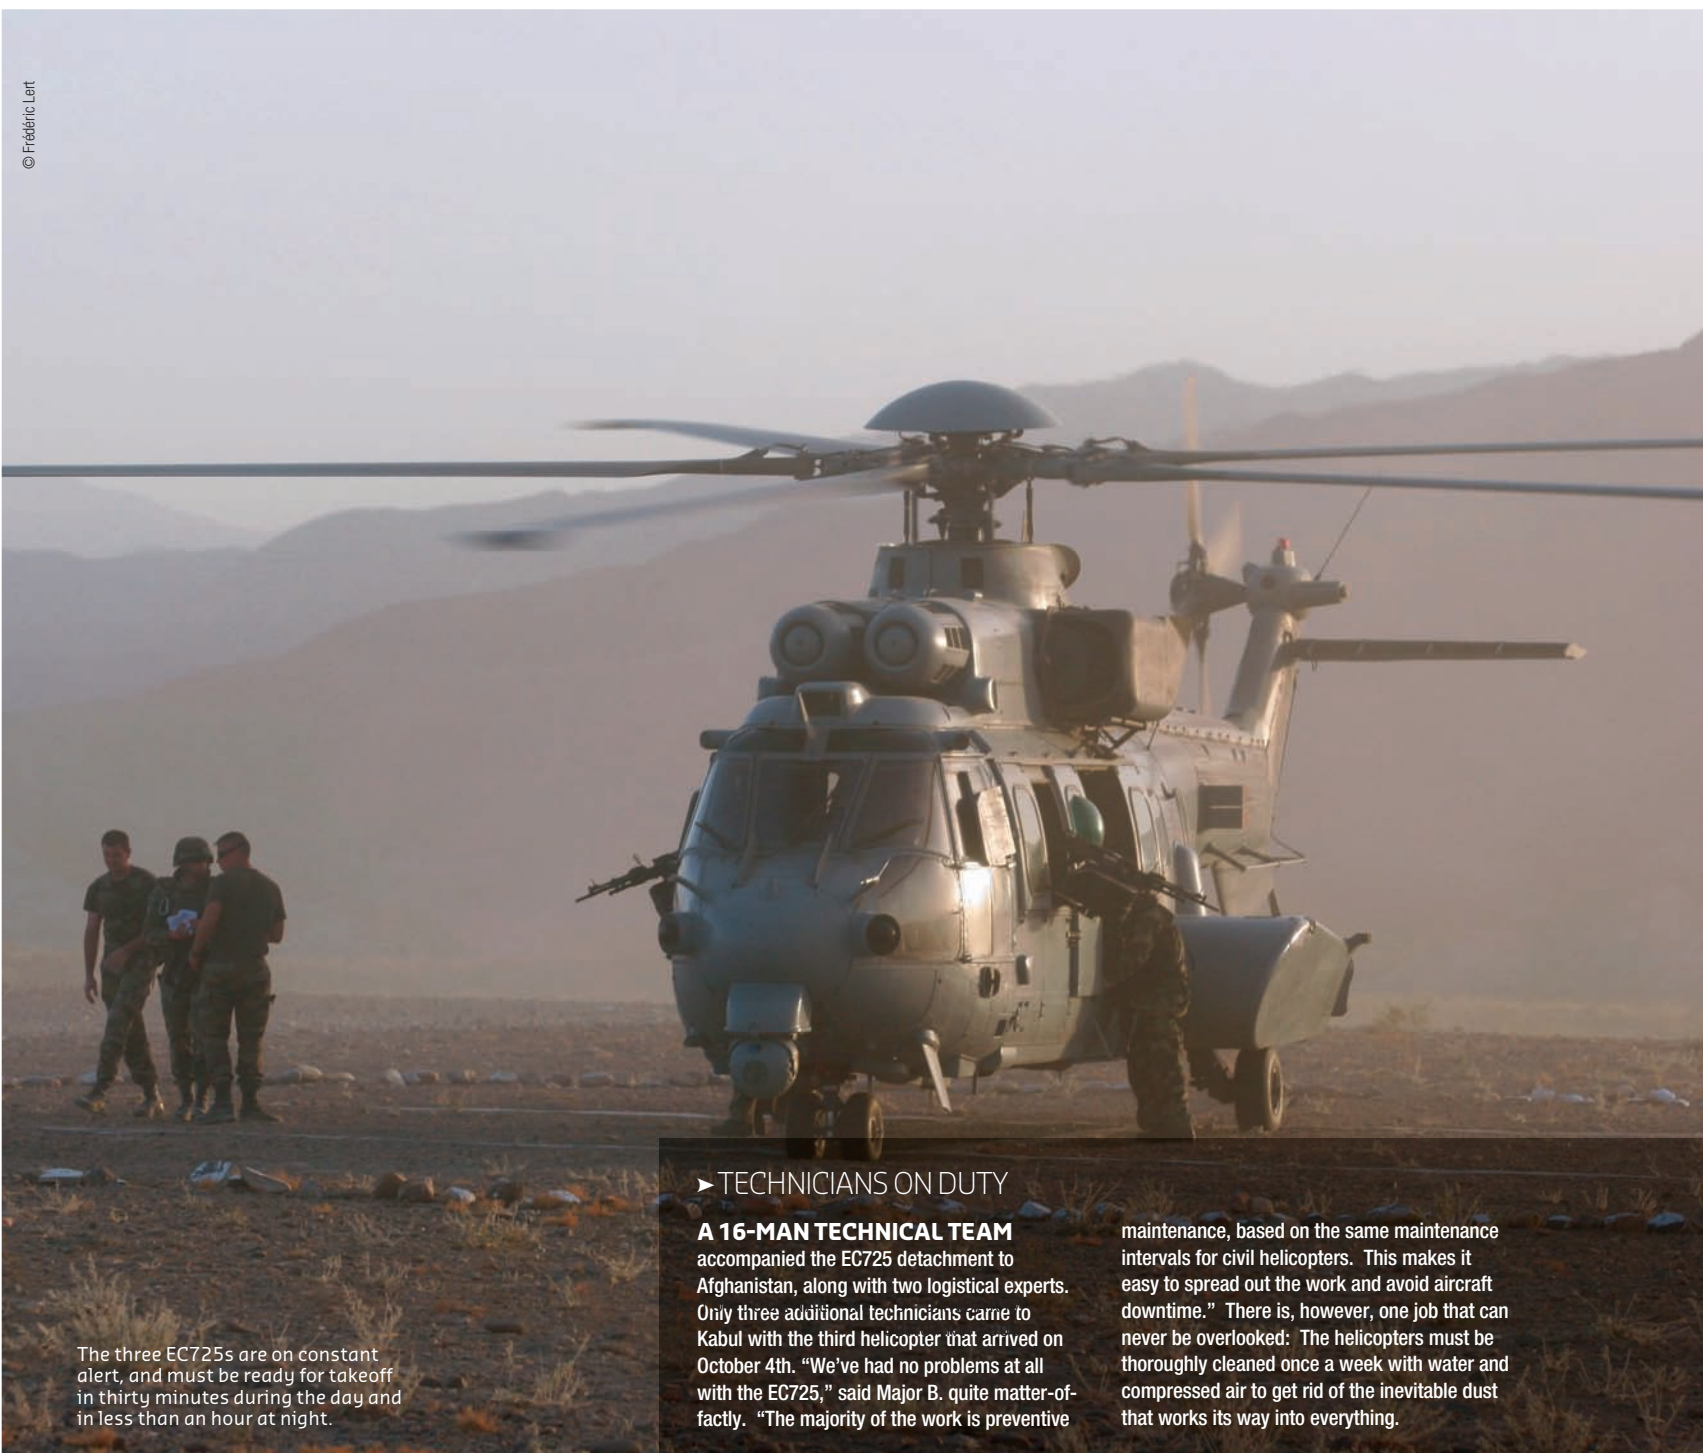 © Frédéric Lert
The three EC725s are on constant
alert, and must be ready for takeoff
in thirty minutes during the day and
in less than an hour at night.
➤TECHNICIANS ON DUTY
A 16-MAN TECHNICAL TEAM
accompanied the EC725 detachment to
Afghanistan, along with two logistical experts.
Only three additional technicians came to
Kabul with the third helicopter that arrived on
October 4th. “We’ve had no problems at all
with the EC725,” said Major B. quite matter-of-
factly.  “The majority of the work is preventive
maintenance, based on the same maintenance
intervals for civil helicopters.  This makes it
easy to spread out the work and avoid aircraft
downtime.”  There is, however, one job that can
never be overlooked:  The helicopters must be
thoroughly cleaned once a week with water and
compressed air to get rid of the inevitable dust
that works its way into everything.